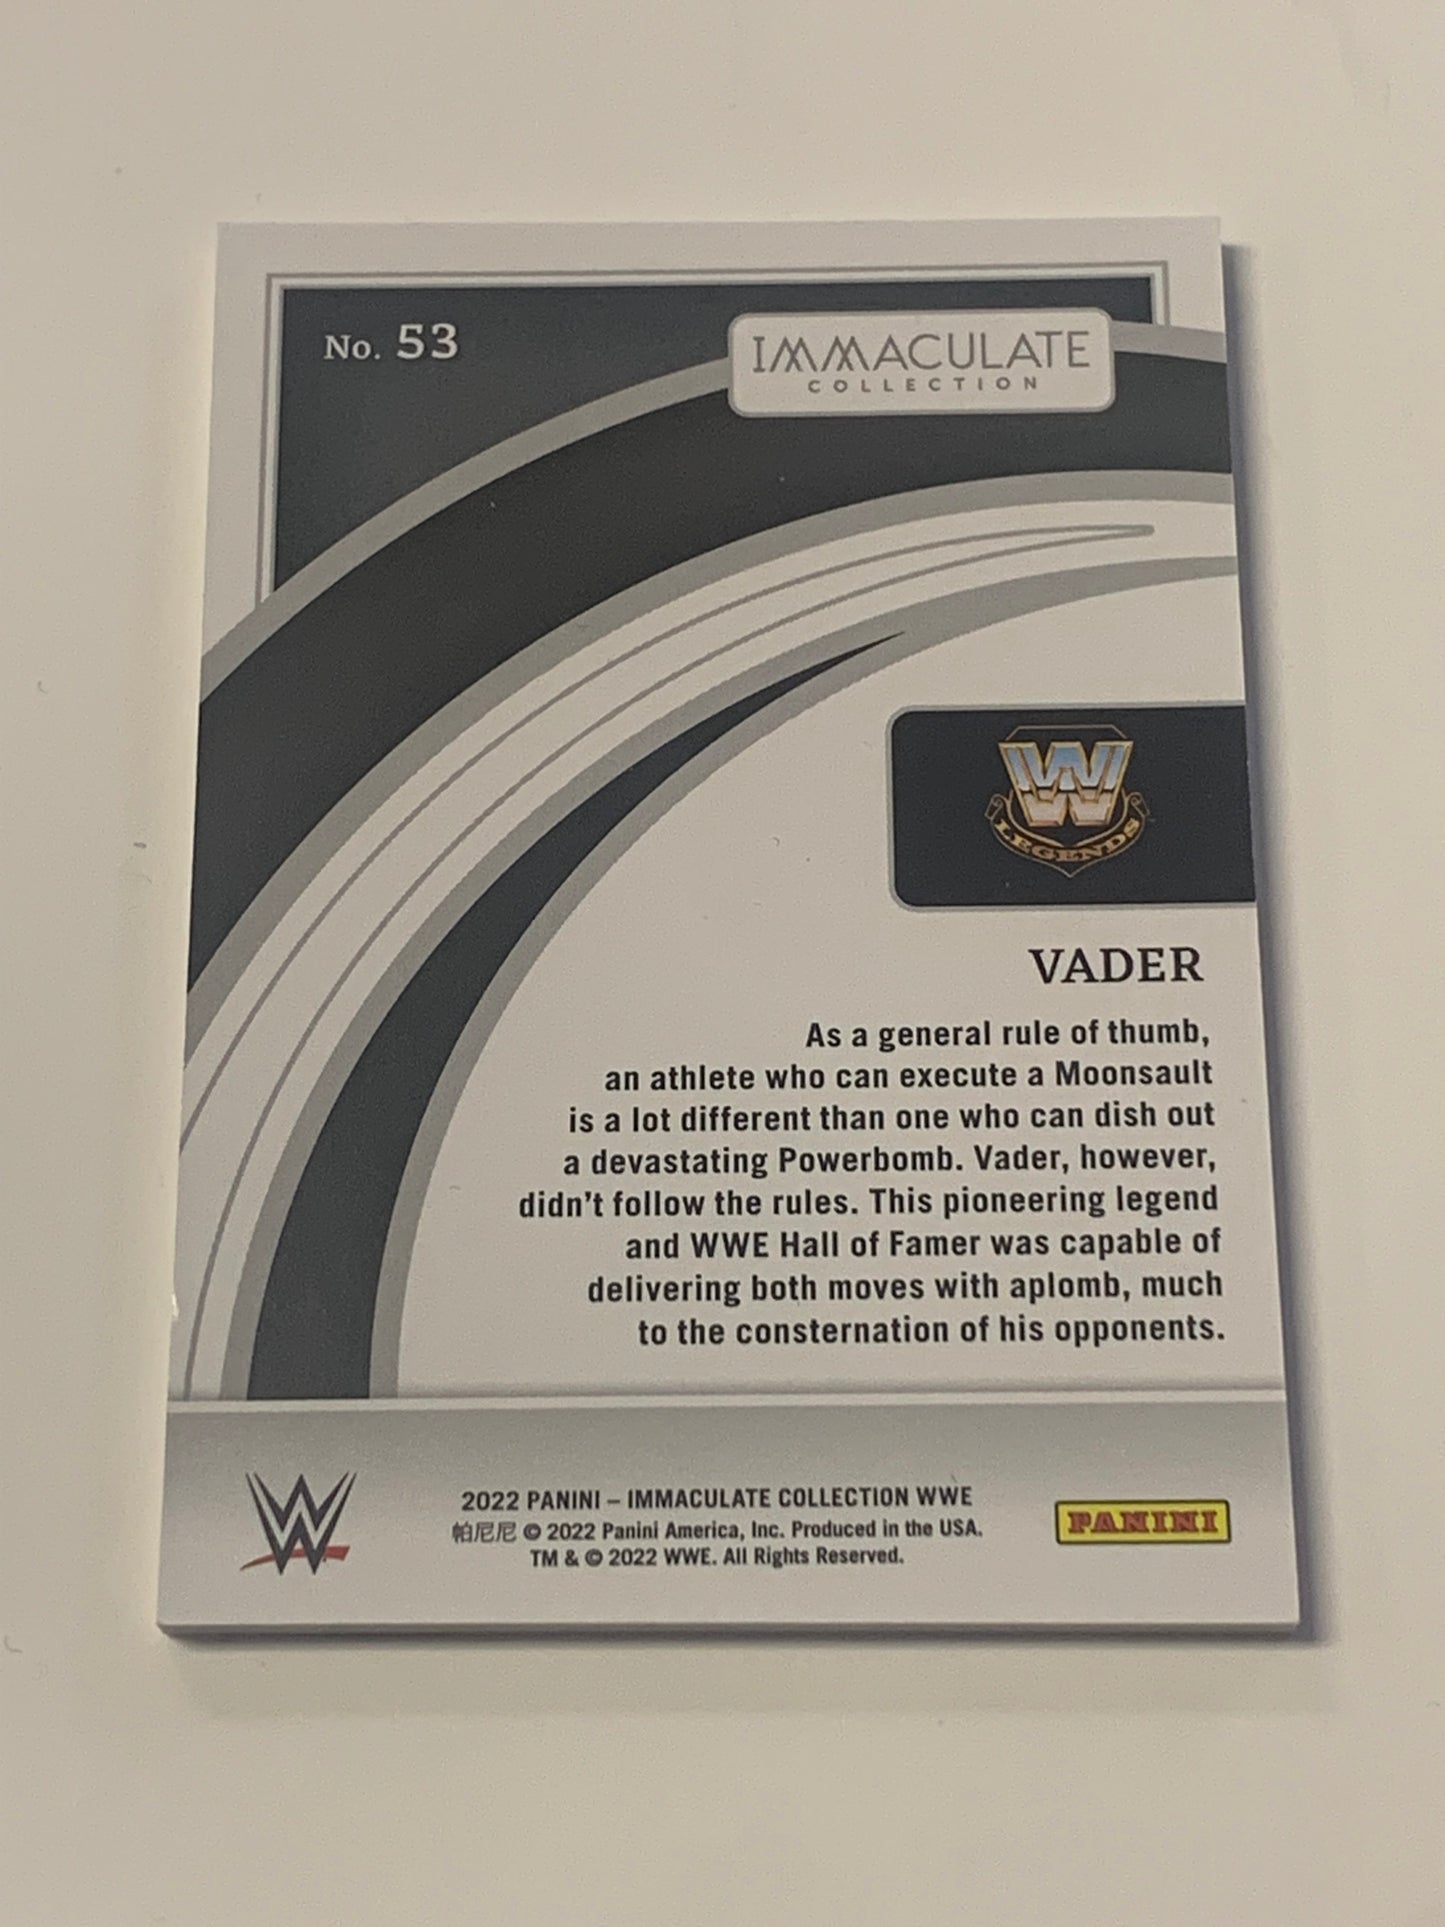 No. 53
IMMACULATE
COLLECTION
W W
LEGENDS
VADER
As a general rule of thumb,
an athlete who can execute a Moonsault
is a lot different than one who can dish out
a devastating Powerbomb. Vader, however,
didn't follow the rules. This pioneering legend
and WWE Hall of Famer was capable of
delivering both moves with aplomb, much
to the consternation of his opponents.
W
2022 PANINI – IMMACULATE COLLECTION WWE
帕尼尼 © 2022 Panini America, Inc. Produced in the USA.
TM & © 2022 WWE. All Rights Reserved.
PANINI